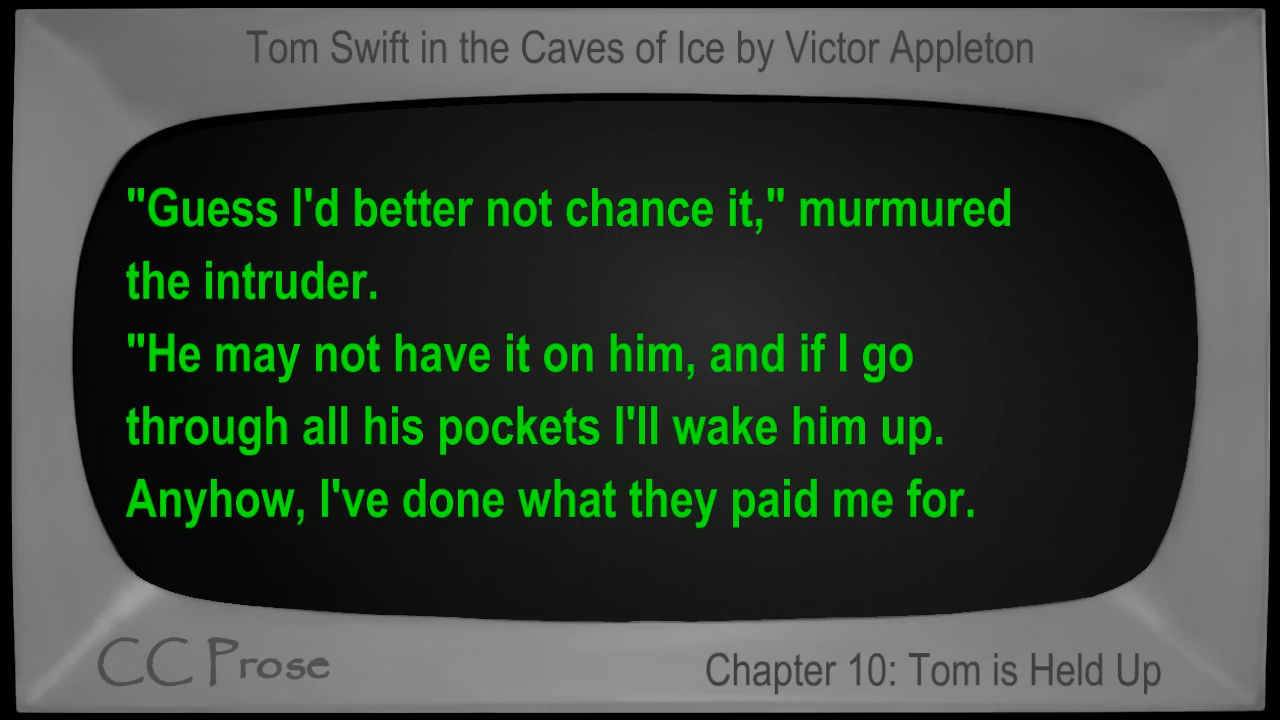 Tom Swift in the Caves of Ice by Victor Appleton
"Guess I'd better not chance it," murmured
the intruder.
"He may not have it on him, and if I go
through all his pockets I'll wake him up.
Anyhow, I've done what they paid me for.
CC Prose
Chapter 10: Tom is Held Up